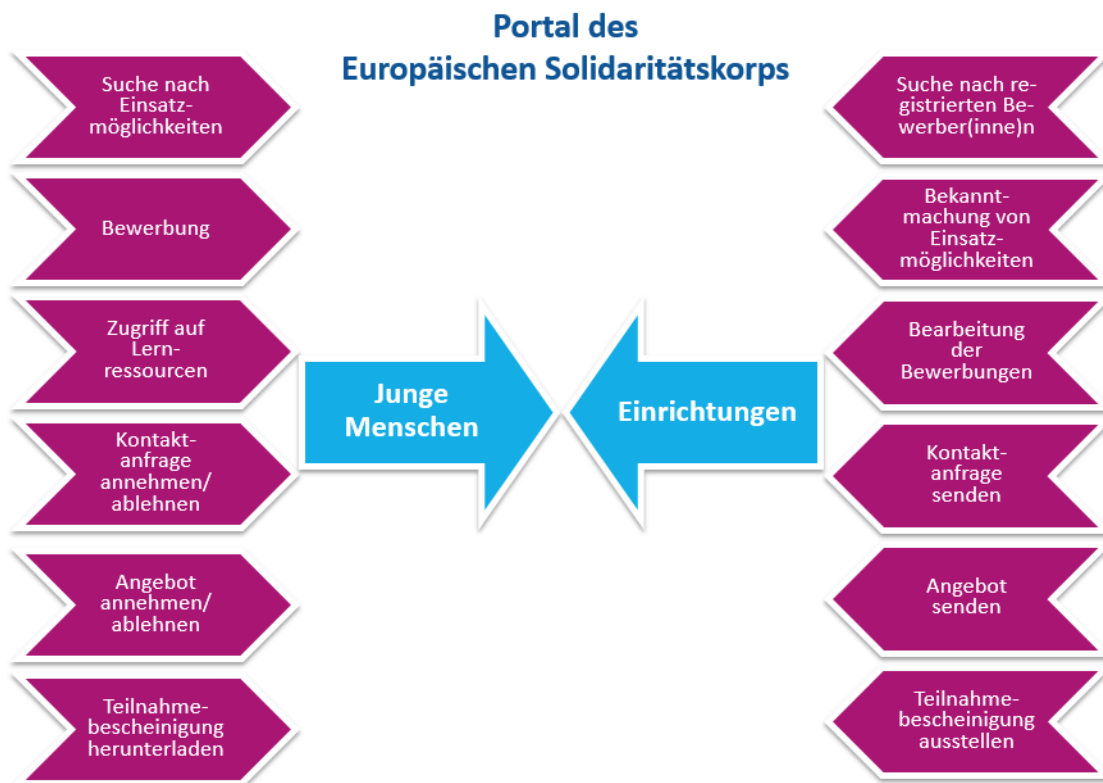 Portal des
Europäischen Solidaritätskorps
Suche nach
Einsatz-
möglichkeiten
Bewerbung
Zugriff auf
Lern-
ressourcen
Kontakt-
anfrage
annehmen/
ablehnen
Angebot
annehmen/
ablehnen
Teilnahme-
bescheinigung
herunterladen
Junge
Menschen
Einrichtungen
Suche nach re-
gistrierten Be-
werber(inne)n
Bekannt-
machung von
Einsatz-
möglichkeiten
Bearbeitung
der
Bewerbungen
Kontakt-
anfrage
senden
Angebot
senden
Teilnahme-
bescheinigung
ausstellen